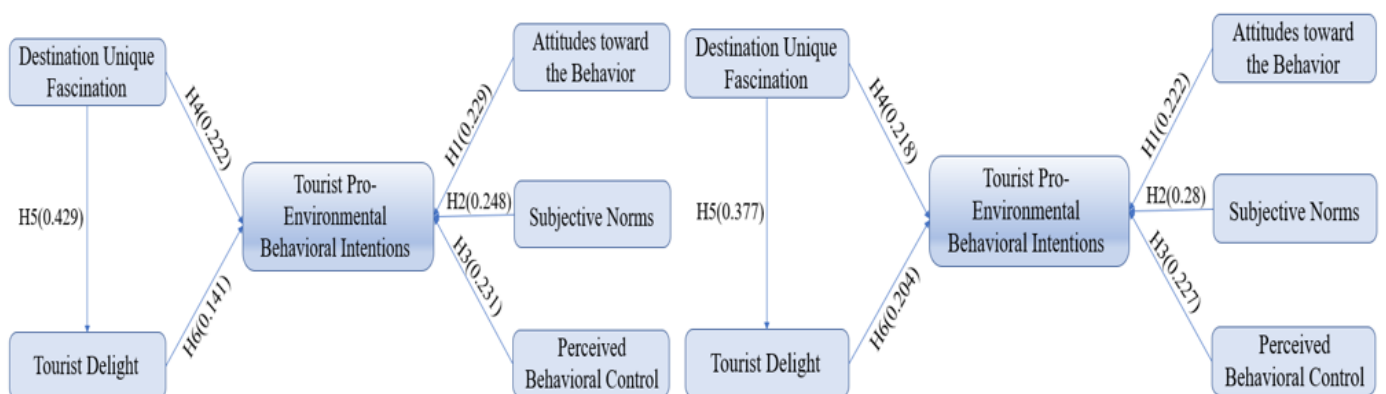 Destination Unique
Fascination
H4(0.222)
H5(0.429)
Tourist Delight
H6(0.141)
Tourist Pro-
Environmental
Behavioral Intentions
Attitudes toward
the Behavior
H1(0.229)
H2(0.248)
Subjective Norms
H3(0.231)
Perceived
Behavioral Control
Destination Unique
Fascination
H4(0.218)
H5(0.377)
Tourist Delight
H6(0.204)
Tourist Pro-
Environmental
Behavioral Intentions
Attitudes toward
the Behavior
H1(0.222)
H2(0.28)
Subjective Norms
H3(0.227)
Perceived
Behavioral Control